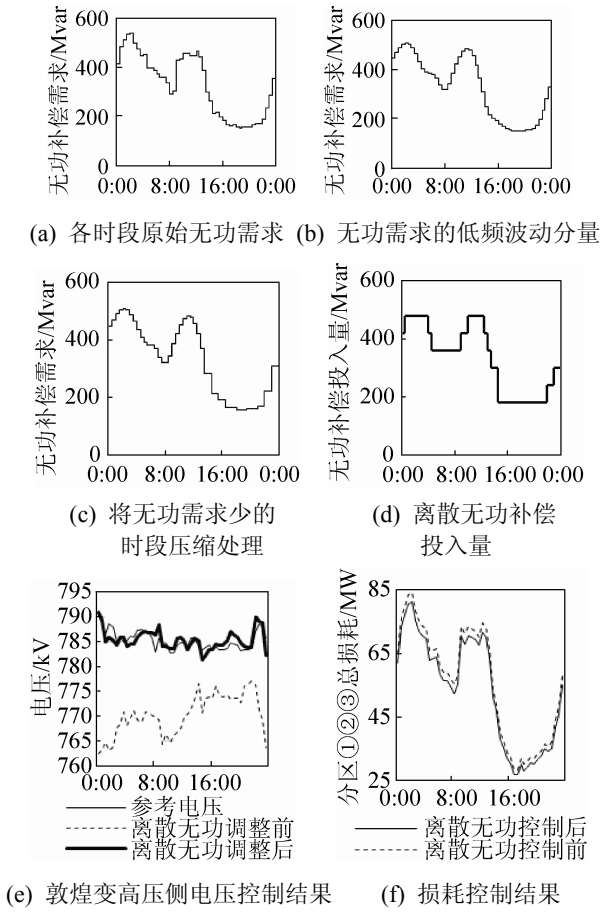 无功补偿需求/Mvar
600
400
200
0
0:00 8:00 16:00 0:00
(a) 各时段原始无功需求
无功补偿需求/Mvar
600
400
200
0
0:00 8:00 16:00 0:00
(b) 无功需求的低频波动分量
无功补偿需求/Mvar
600
400
200
0
0:00 8:00 16:00 0:00
(c) 将无功需求少的
时段压缩处理
无功补偿投入量/Mvar
600
400
200
0
0:00 8:00 16:00 0:00
(d) 离散无功补偿
投入量
电压/kV
795
790
785
780
775
770
765
760
0:00 8:00 16:00
参考电压
离散无功调整前
离散无功调整后
(e) 敦煌变高压侧电压控制结果
分区①②③总损耗/MW
85
65
45
25
0:00 8:00 16:00
离散无功控制后
离散无功控制前
(f) 损耗控制结果